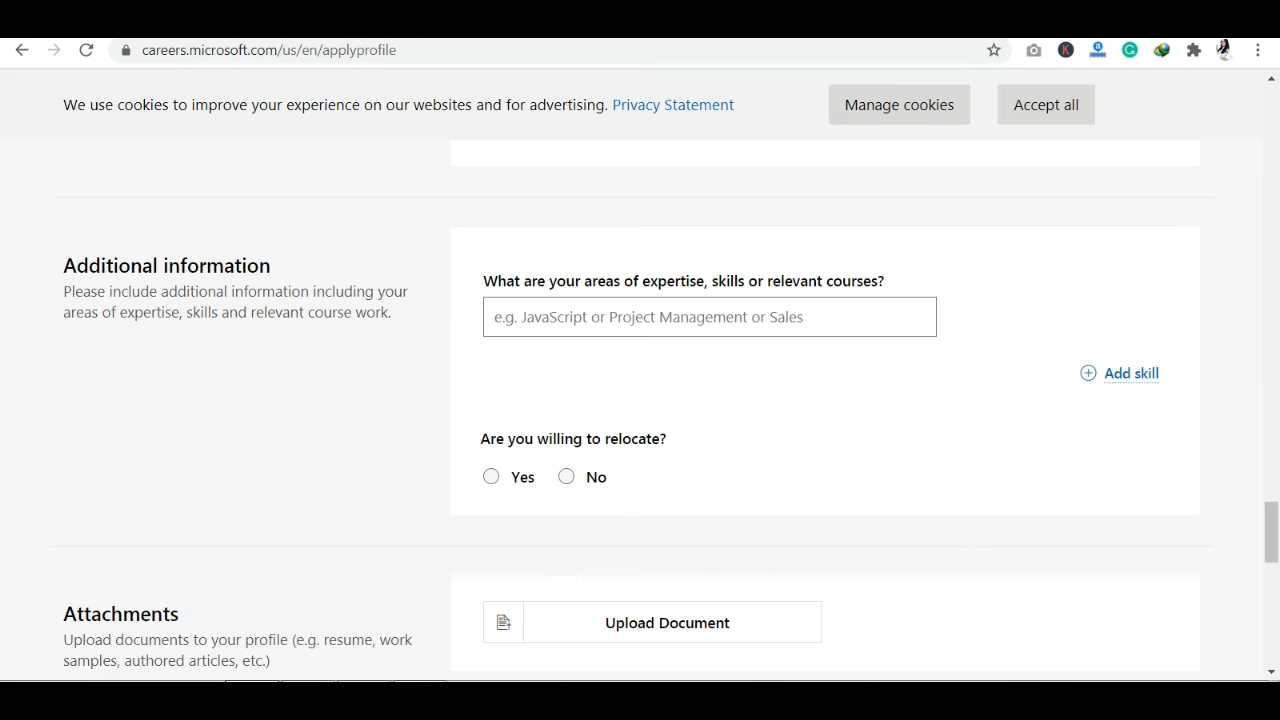 careers.microsoft.com/us/en/applyprofile
We use cookies to improve your experience on our websites and for advertising. Privacy Statement
Manage cookies
Accept all
Additional information
Please include additional information including your
areas of expertise, skills and relevant course work.
What are your areas of expertise, skills or relevant courses?
e.g. JavaScript or Project Management or Sales
Add skill
Are you willing to relocate?
Yes
No
Attachments
Upload documents to your profile (e.g. resume, work
samples, authored articles, etc.)
Upload Document